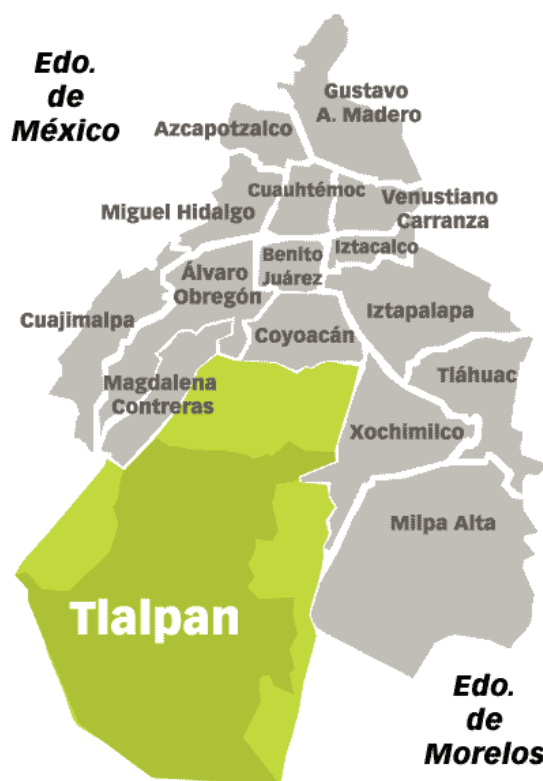 Edo.
de
México
Gustavo
A. Madero
Azcapotzalco
Cuauhtémoc
Venustiano
Carranza
Miguel Hidalgo
Iztacalco
Benito
Juárez
Álvaro
Obregón
Cuajimalpa
Iztapalapa
Coyoacán
Magdalena
Contreras
Tláhuac
Xochimilco
Milpa Alta
Tlalpan
Edo.
de
Morelos